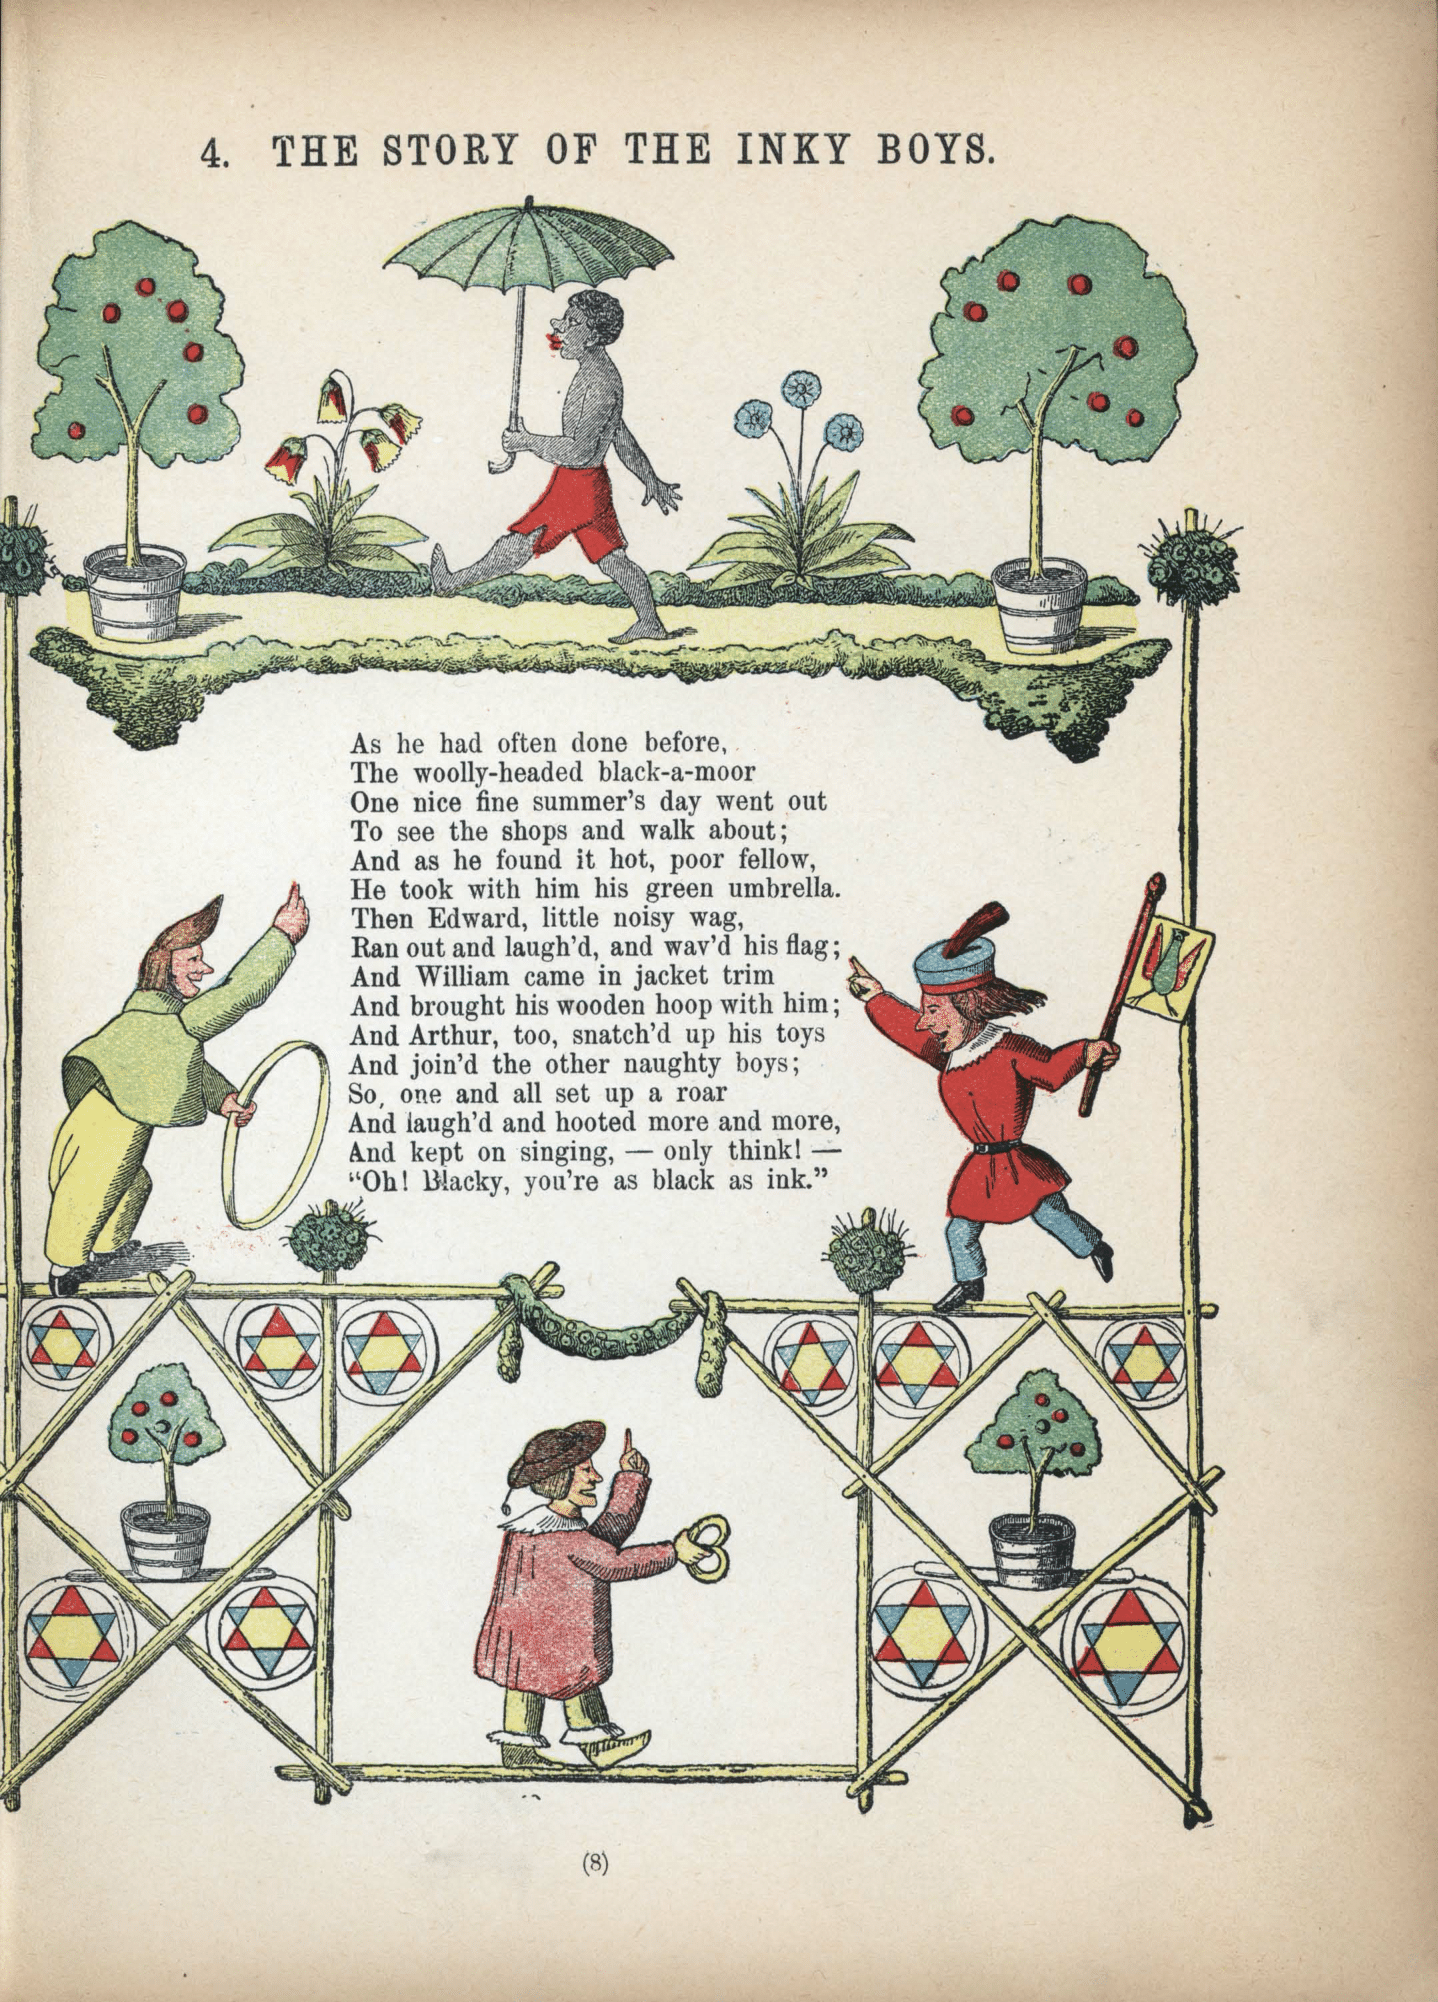 4. THE STORY OF THE INKY BOYS.
As he had often done before,
The woolly-headed black-a-moor
One nice fine summer's day went out
To see the shops and walk about;
And as he found it hot, poor fellow,
He took with him his green umbrella.
Then Edward, little noisy wag,
Ran out and laugh'd, and wav'd his flag;
And William came in jacket trim
And brought his wooden hoop with him;
And Arthur, too, snatch'd up his toys
And join'd the other naughty boys;
So, one and all set up a roar
And laugh'd and hooted more and more,
And kept on singing, — only think! —
“Oh! Blacky, you're as black as ink.”
(8)